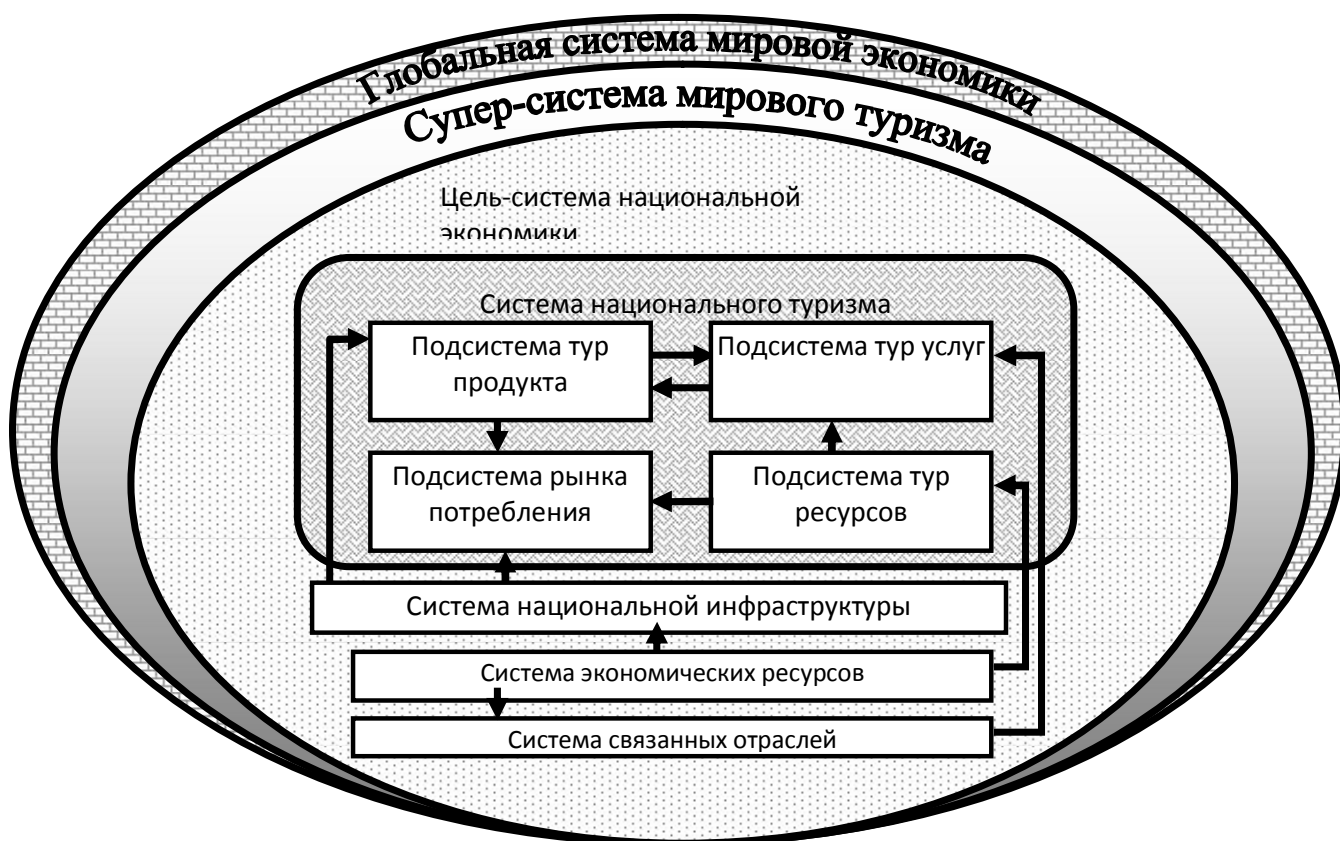 Глобальная система мировой экономики
Супер-система мирового туризма
Цель-система национальной
экономики
Система национального туризма
Подсистема тур
продукта
Подсистема тур услуг
Подсистема рынка
потребления
Подсистема тур
ресурсов
Система национальной инфраструктуры
Система экономических ресурсов
Система связанных отраслей